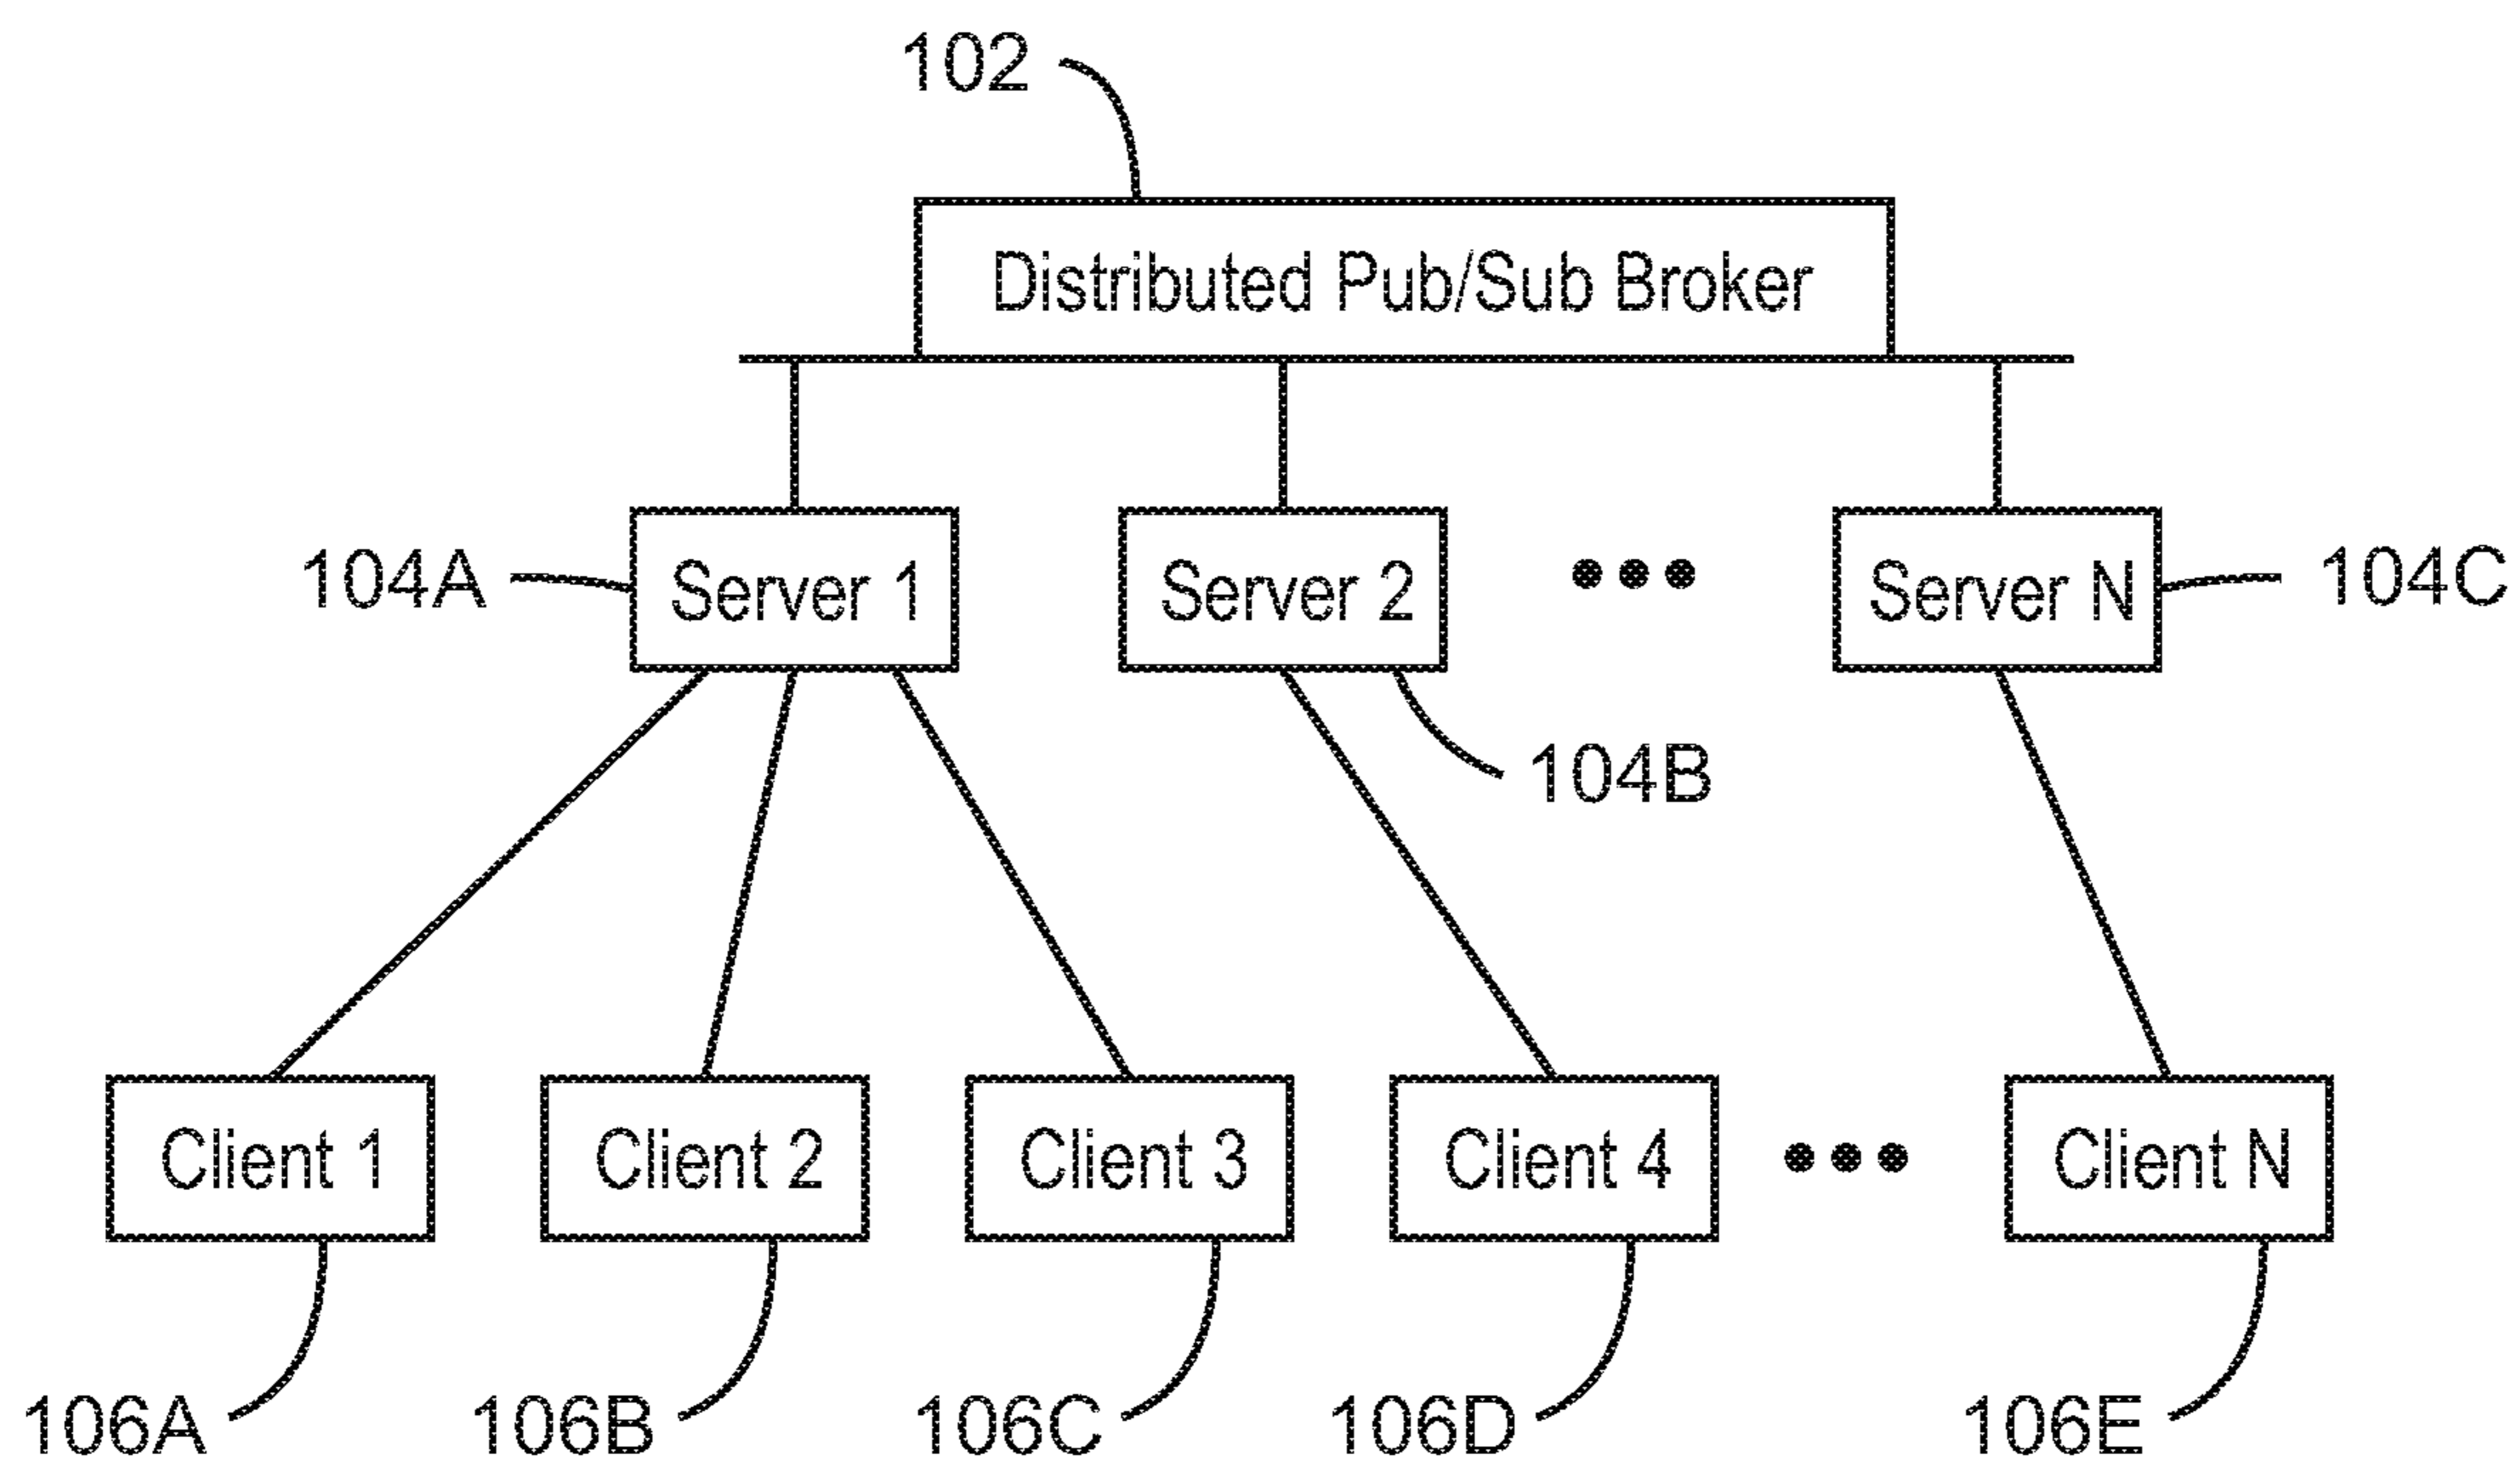 102
Distributed Pub/Sub Broker
104A
Server 1
Server 2
Server N
104C
104B
Client 1
Client 2
Client 3
Client 4
Client N
106A
106B
106C
106D
106E